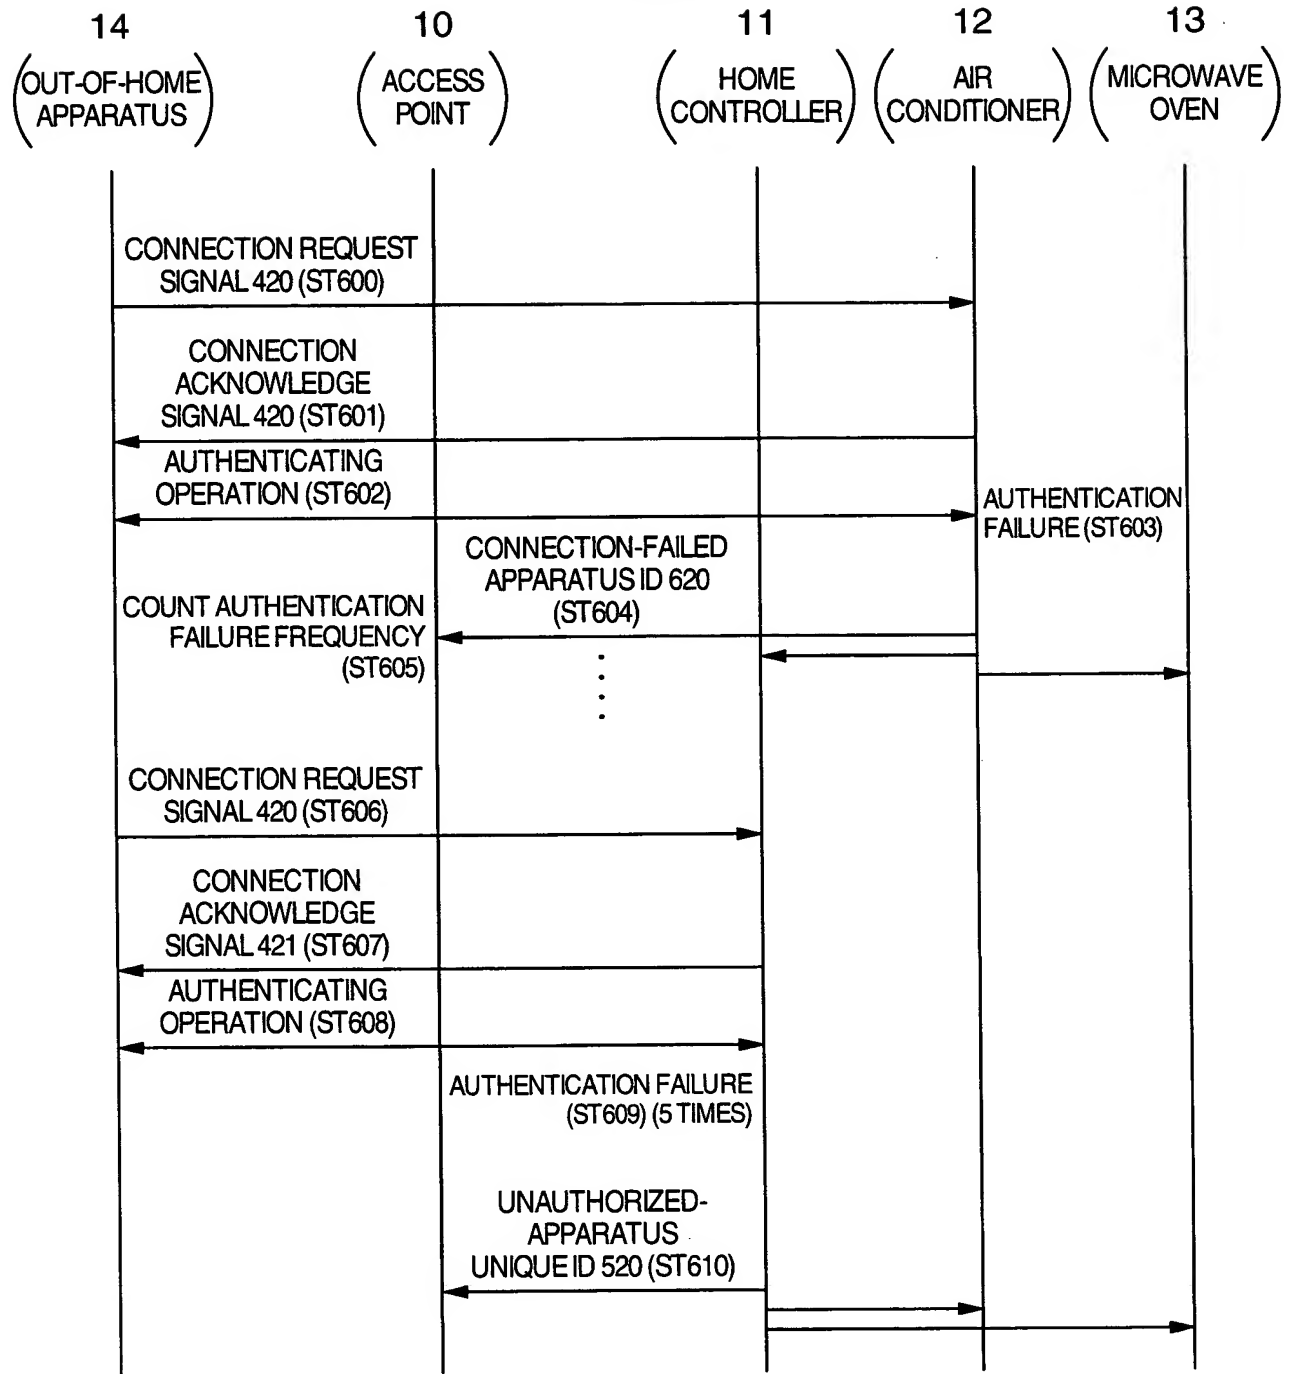 14
10
11
12
13
OUT-OF-HOME
APPARATUS
ACCESS
POINT
HOME
CONTROLLER
AIR
CONDITIONER
MICROWAVE
OVEN
CONNECTION REQUEST
SIGNAL 420 (ST600)
CONNECTION
ACKNOWLEDGE
SIGNAL 420 (ST601)
AUTHENTICATING
OPERATION (ST602)
AUTHENTICATION
FAILURE (ST603)
CONNECTION-FAILED
APPARATUS ID 620
(ST604)
COUNT AUTHENTICATION
FAILURE FREQUENCY
(ST605)
CONNECTION REQUEST
SIGNAL 420 (ST606)
CONNECTION
ACKNOWLEDGE
SIGNAL 421 (ST607)
AUTHENTICATING
OPERATION (ST608)
AUTHENTICATION FAILURE
(ST609) (5 TIMES)
UNAUTHORIZED-
APPARATUS
UNIQUE ID 520 (ST610)